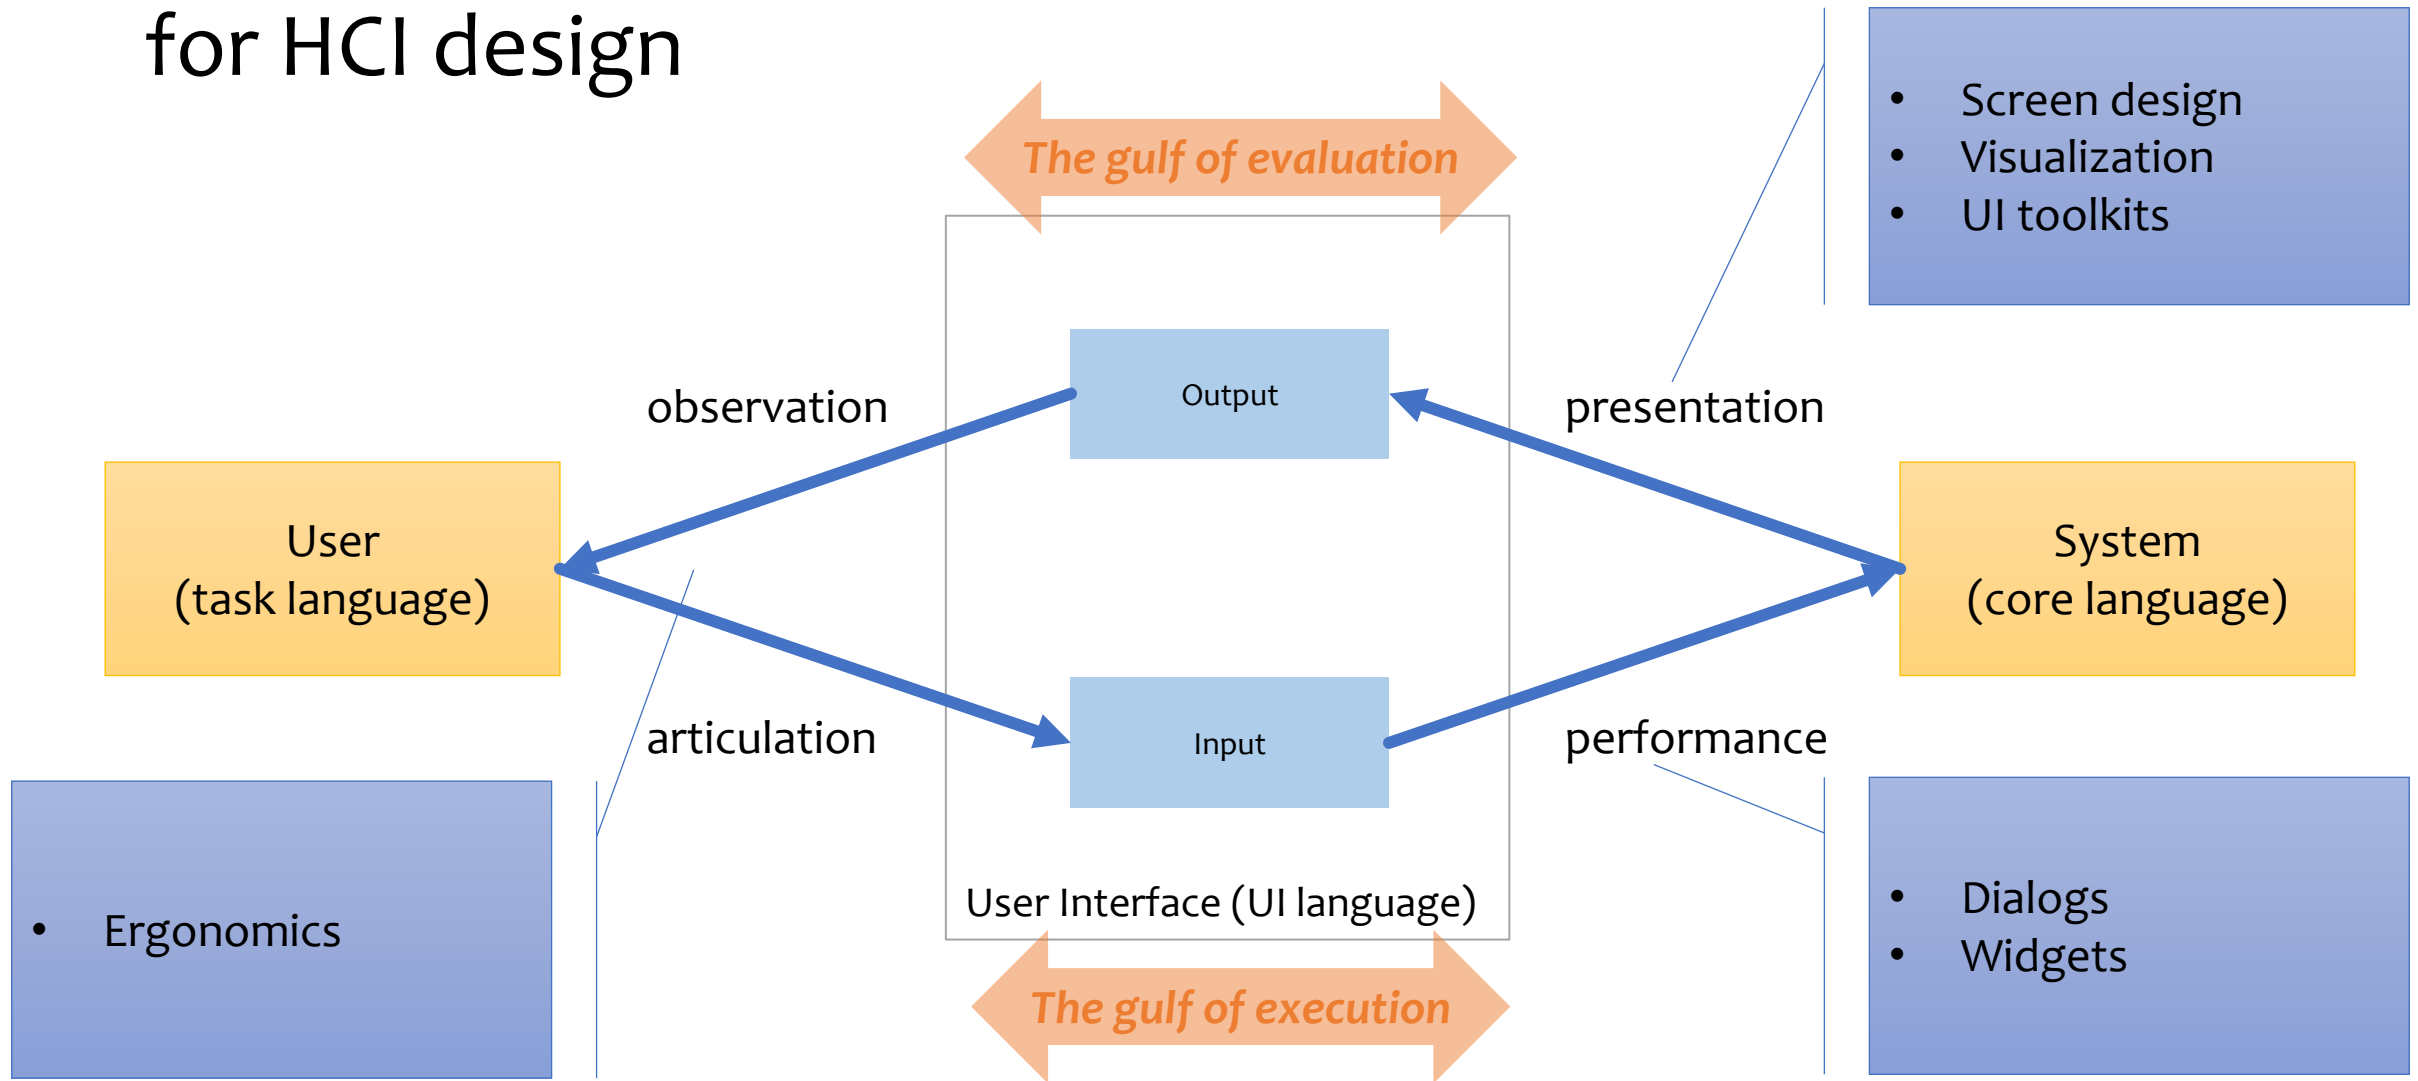 for HCI design
The gulf of evaluation
• Screen design
• Visualization
• UI toolkits
observation
Output
presentation
User
(task language)
System
(core language)
articulation
Input
performance
User Interface (UI language)
• Ergonomics
• Dialogs
• Widgets
The gulf of execution